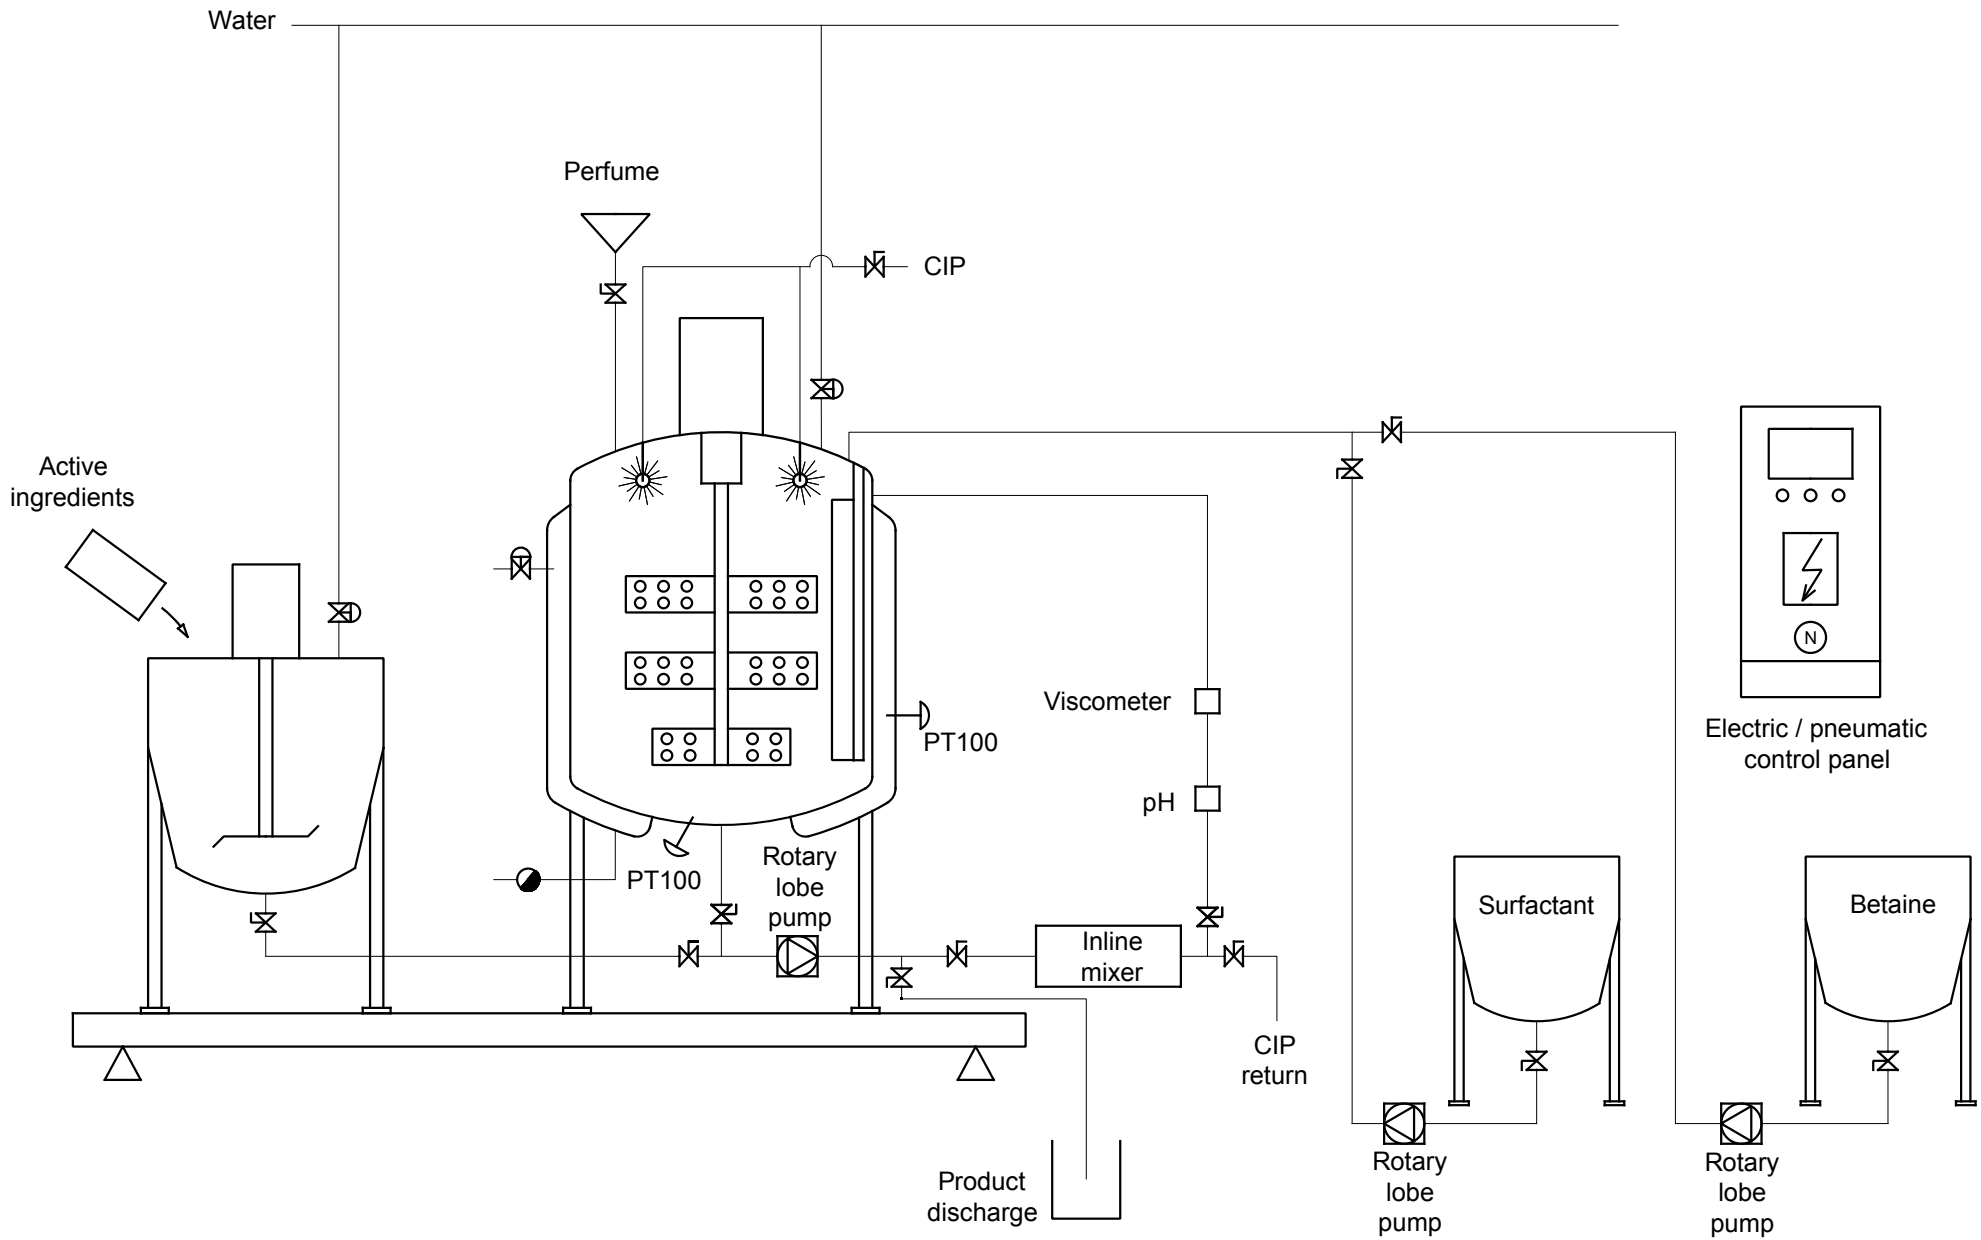 Water
Perfume
CIP
Active
ingredients
Viscometer
PT100
pH
N
Electric / pneumatic
control panel
PT100
Rotary
lobe
pump
Inline
mixer
Surfactant
Betaine
CIP
return
Product
discharge
Rotary
lobe
pump
Rotary
lobe
pump